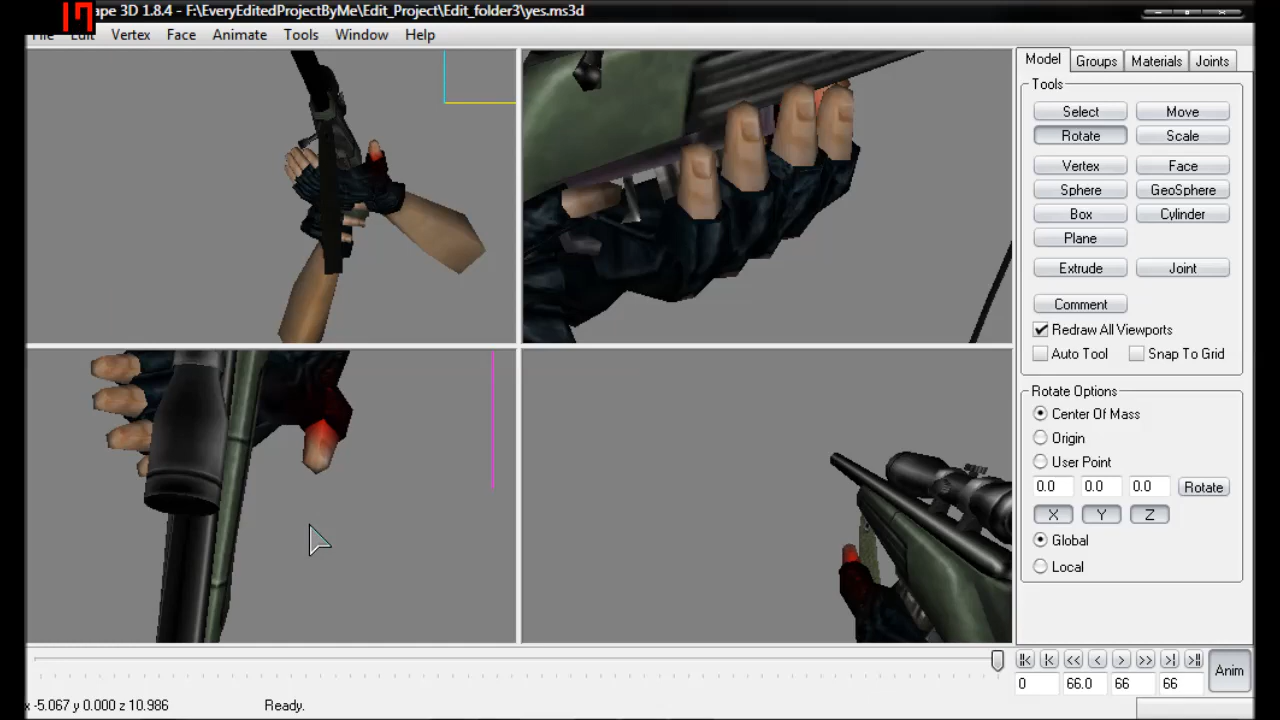 ape 3D 1.8.4 - F:\EveryEditedProjectByMe\Edit_Project\Edit_folder3\yes.ms3d
File Edit Vertex Face Animate Tools Window Help
Model Groups Materials Joints
Tools
Select Move
Rotate Scale
Vertex Face
Sphere GeoSphere
Box Cylinder
Plane
Extrude Joint
Comment
Redraw All Viewports
Auto Tool Snap To Grid
Rotate Options
Center Of Mass
Origin
User Point
0.0 0.0 0.0 Rotate
X Y Z
Global
Local
0 66.0 66 66 Anim
x -5.067 y 0.000 z 10.986 Ready.